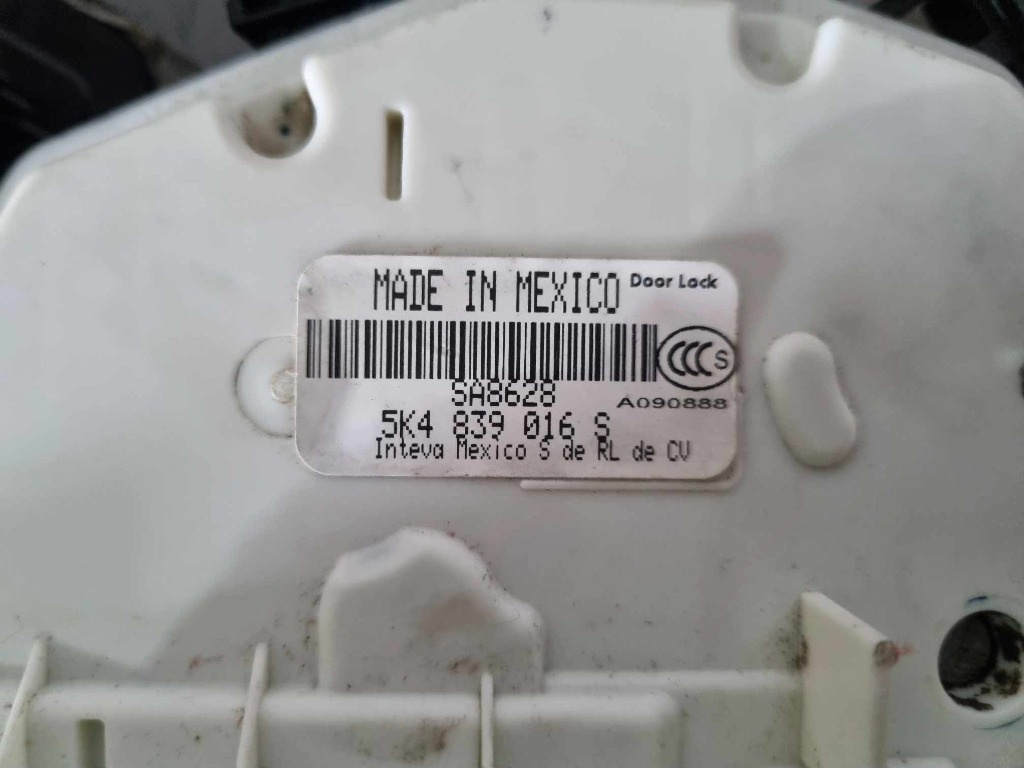 MADE IN MEXICO Door Lock
CCC S
SA8628
A090888
5K4 839 016 S
Inteva Mexico S de RL de CV